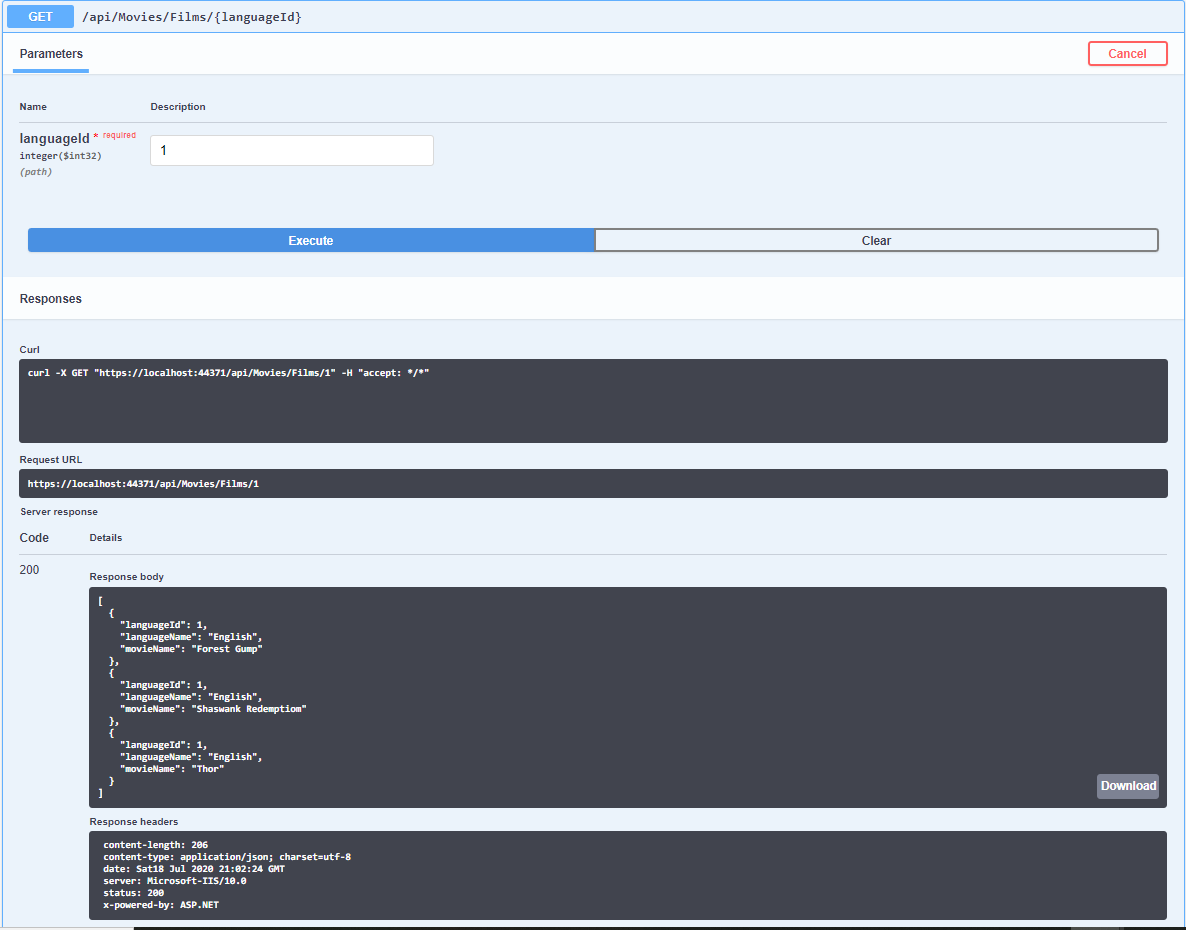 GET /api/Movies/Films/{languageId}
Parameters
Cancel
Name Description
languageId * required
integer($int32)
(path)
1
Execute Clear
Responses
Curl
curl -X GET "https://localhost:44371/api/Movies/Films/1" -H "accept: */*"
Request URL
https://localhost:44371/api/Movies/Films/1
Server response
Code Details
200
Response body
[
  {
    "languageId": 1,
    "languageName": "English",
    "movieName": "Forest Gump"
  },
  {
    "languageId": 1,
    "languageName": "English",
    "movieName": "Shaswank Redemptiom"
  },
  {
    "languageId": 1,
    "languageName": "English",
    "movieName": "Thor"
  }
]
Download
Response headers
content-length: 206
content-type: application/json; charset=utf-8
date: Sat18 Jul 2020 21:02:24 GMT
server: Microsoft-IIS/10.0
status: 200
x-powered-by: ASP.NET